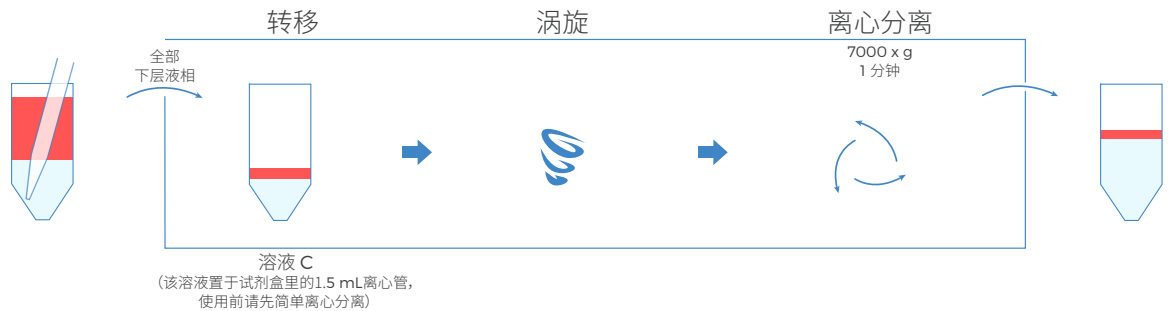 转移
涡旋
离心分离
全部
下层液相
7000 x g
1 分钟
溶液 C
（该溶液置于试剂盒里的1.5 mL离心管，
使用前请先简单离心分离）